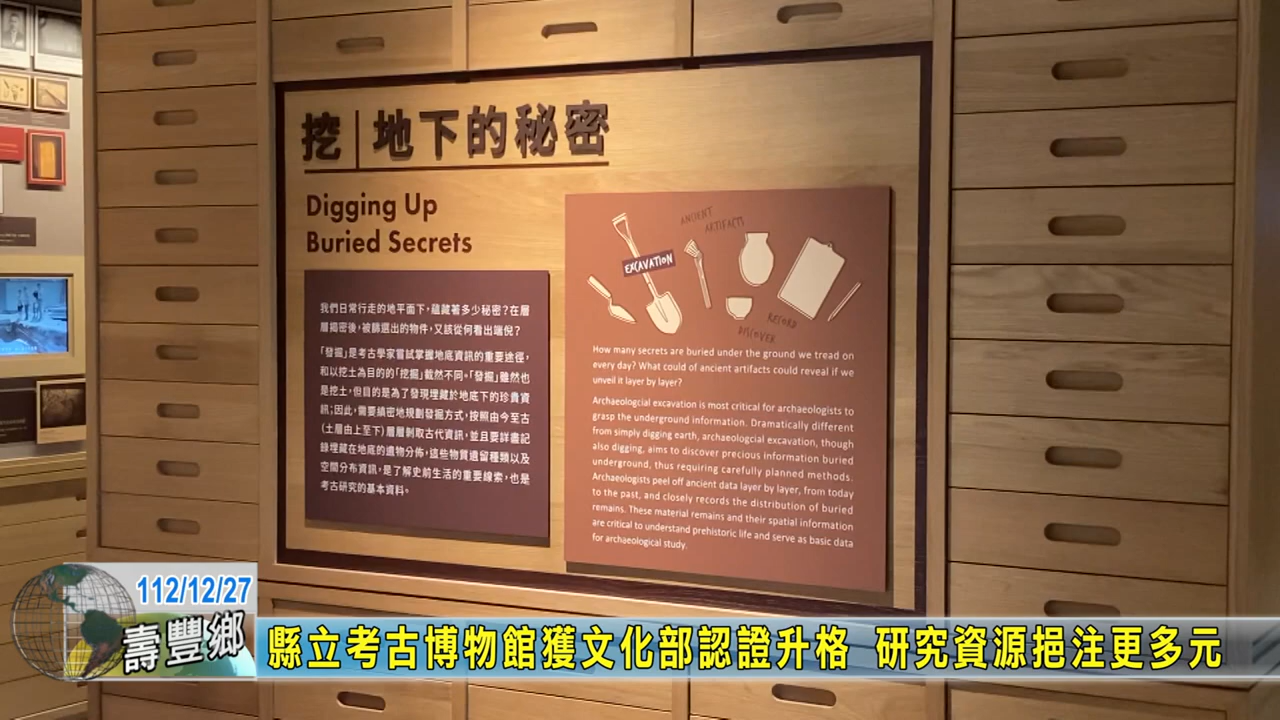 挖|地下的秘密
Digging Up
Buried Secrets
我們日常行走的地平面下，蘊藏著多少秘密？在層
層揭密後，被篩選出的物件，又該從何看出端倪？
「發掘」是考古學家嘗試掌握地底資訊的重要途徑，
和以挖土為目的的「挖掘」截然不同。「發掘」雖然也
是挖土，但目的是為了發現埋藏於地底下的珍貴資
訊；因此，需要縝密地規劃發掘方式，按照由今至古
（土層由上至下）層層剝取古代資訊，並且要詳盡記
錄埋藏在地底的遺物分佈，這些物質遺留種類以及
空間分布資訊，是了解史前生活的重要線索，也是
考古研究的基本資料。
ANCIENT
ARTIFACTS
EXCAVATION
RECORD
DISCOVER
How many secrets are buried under the ground we tread on
every day? What could of ancient artifacts could reveal if we
unveil it layer by layer?
Archaeologcial excavation is most critical for archaeologists to
grasp the underground information. Dramatically different
from simply digging earth, archaeologcial excavation, though
also digging, aims to discover precious information buried
underground, thus requiring carefully planned methods.
Archaeologists peel off ancient data layer by layer, from today
to the past, and closely records the distribution of buried
remains. These material remains and their spatial information
are critical to understand prehistoric life and serve as basic data
for archaeological study.
112/12/27
壽豐鄉
縣立考古博物館獲文化部認證升格 研究資源挹注更多元